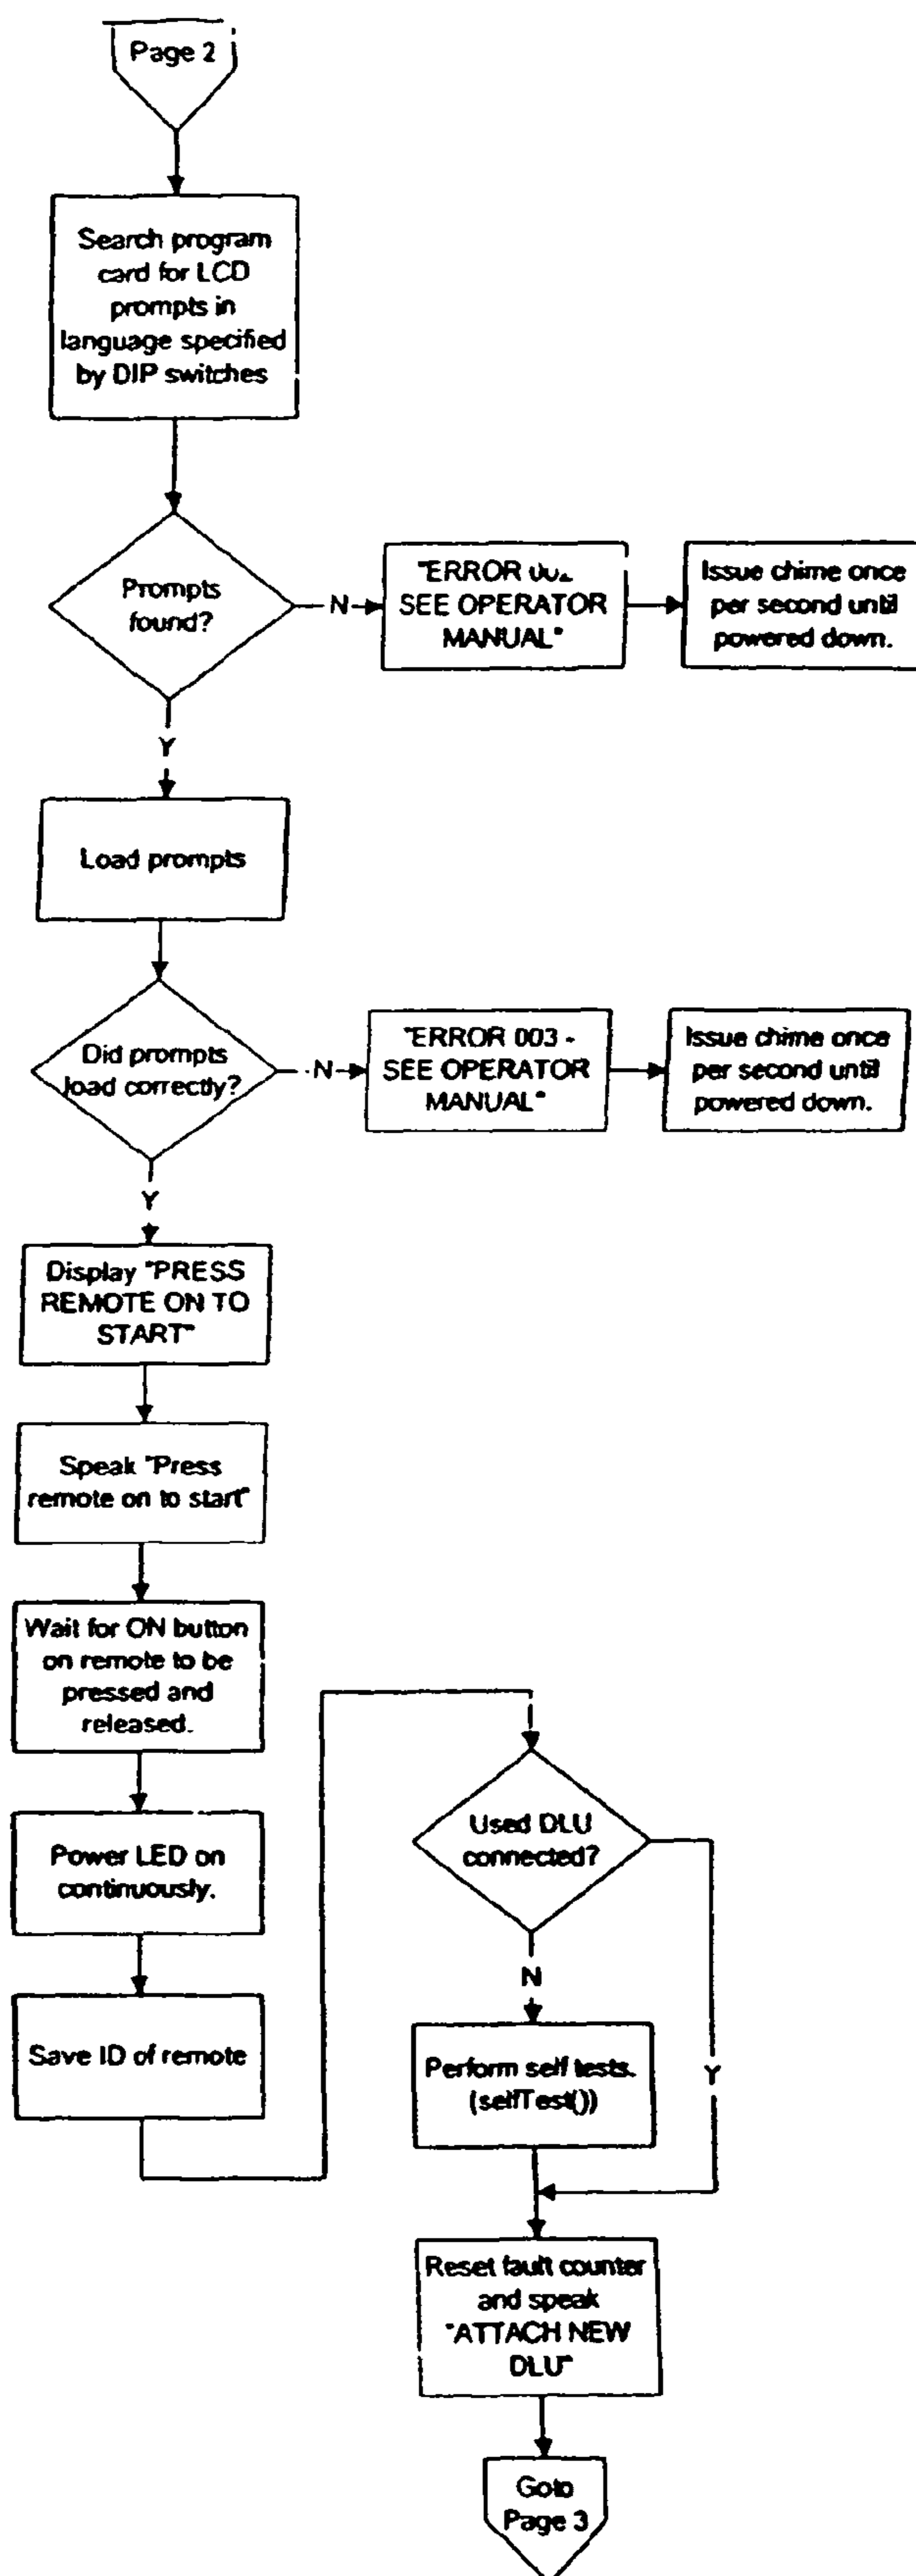 Page 2
Search program
card for LCD
prompts in
language specified
by DIP switches
Prompts
found?
N
"ERROR
SEE OPERATOR
MANUAL"
Issue chime once
per second until
powered down.
Y
Load prompts
Did prompts
load correctly?
N
"ERROR 003 -
SEE OPERATOR
MANUAL"
Issue chime once
per second until
powered down.
Y
Display "PRESS
REMOTE ON TO
START"
Speak "Press
remote on to start"
Wait for ON button
on remote to be
pressed and
released.
Power LED on
continuously.
Save ID of remote
Used DLU
connected?
N
Perform self tests.
(selfTest())
Y
Reset fault counter
and speak
"ATTACH NEW
DLU"
Goto
Page 3